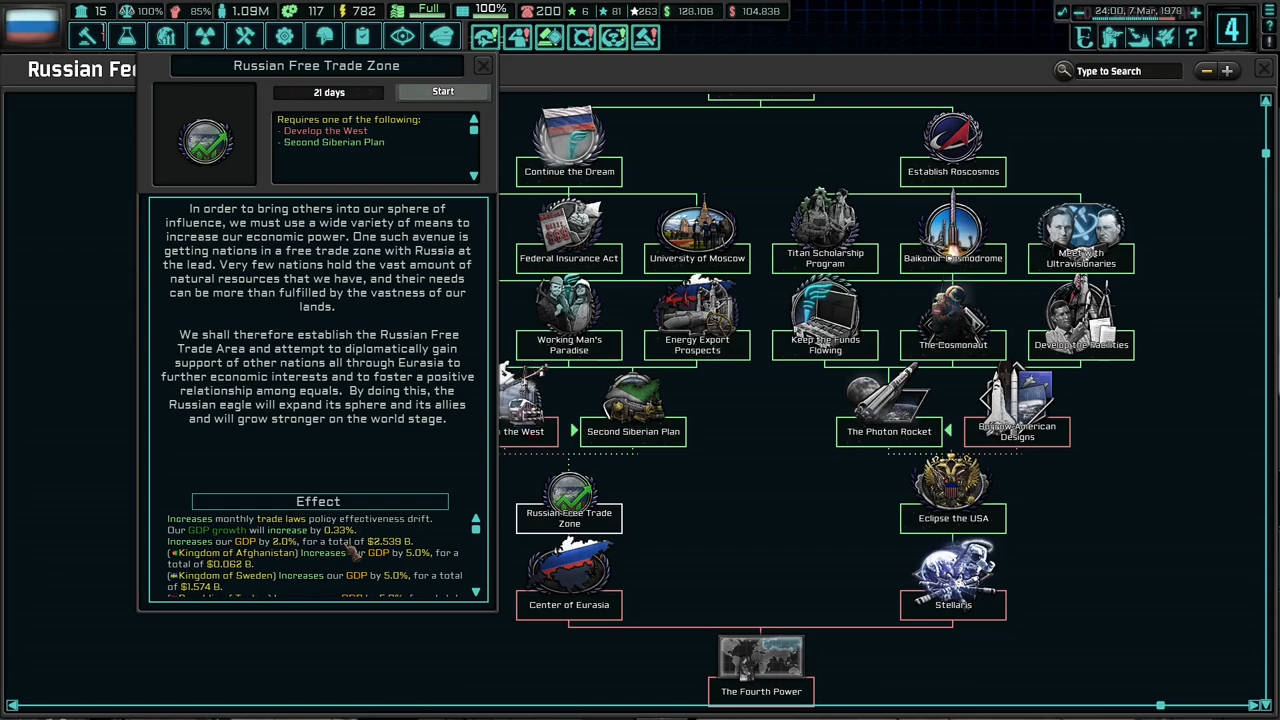 15 100% 85% 1.09M 117 782 Full 100% 200 6 81 263 $ 128.10B $ 104.83B
24:00, 7 Mar, 1978
4
Russian Fe
Russian Free Trade Zone
Type to Search
21 days
Start
Requires one of the following:
- Develop the West
- Second Siberian Plan
In order to bring others into our sphere of
influence, we must use a wide variety of means to
increase our economic power. One such avenue is
getting nations in a free trade zone with Russia at
the lead. Very few nations hold the vast amount of
natural resources that we have, and their needs
can be more than fulfilled by the vastness of our
lands.
We shall therefore establish the Russian Free
Trade Area and attempt to diplomatically gain
support of other nations all through Eurasia to
further economic interests and to foster a positive
relationship among equals. By doing this, the
Russian eagle will expand its sphere and its allies
and will grow stronger on the world stage.
Effect
Increases monthly trade laws policy effectiveness drift.
Our GDP growth will increase by 0.33%.
Increases our GDP by 2.0%, for a total of $2.539 B.
(Kingdom of Afghanistan) Increases our GDP by 5.0%, for a
total of $0.062 B.
(Kingdom of Sweden) Increases our GDP by 5.0%, for a total
of $1.574 B.
Continue the Dream
Establish Roscosmos
Federal Insurance Act
University of Moscow
Titan Scholarship
Program
Baikonur Cosmodrome
Meet with
Ultravisionaries
Working Man's
Paradise
Energy Export
Prospects
Keep The Funds
Flowing
The Cosmonaut
Develop the Facilities
the West
Second Siberian Plan
The Photon Rocket
Borrow American
Designs
Russian Free Trade
Zone
Eclipse the USA
Center of Eurasia
Stellaris
The Fourth Power